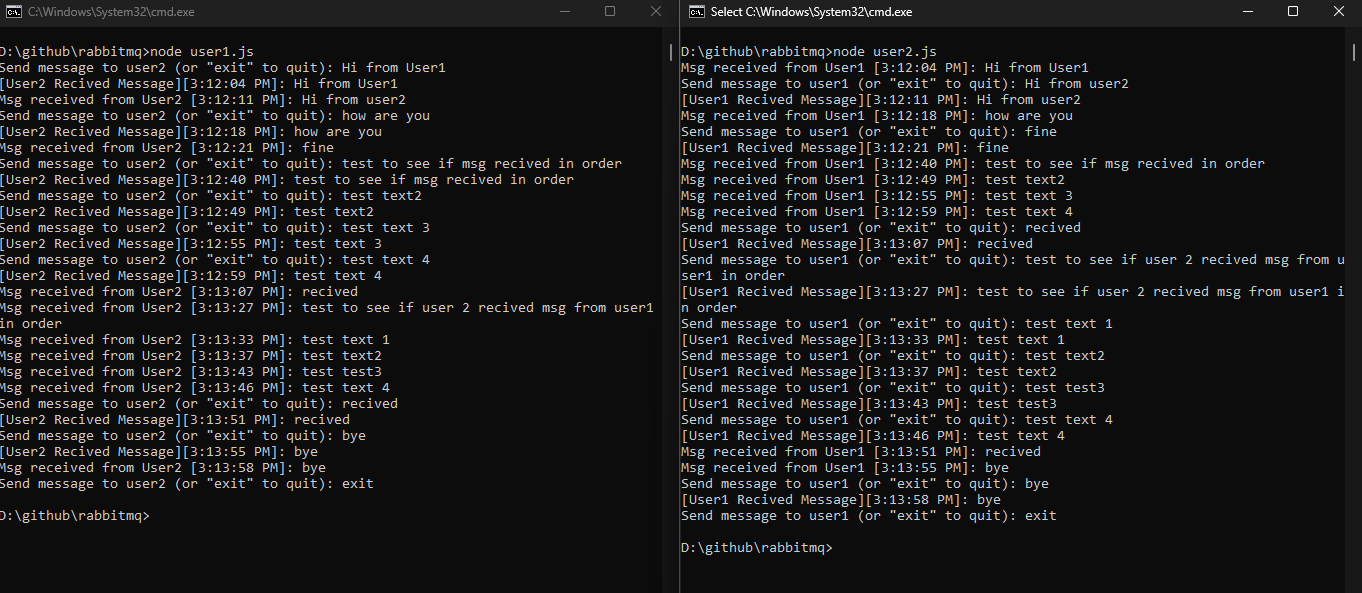 C:\Windows\System32\cmd.exe
D:\github\rabbitmq>node user1.js
Send message to user2 (or "exit" to quit): Hi from User1
[User2 Recived Message][3:12:04 PM]: Hi from User1
Msg received from User2 [3:12:11 PM]: Hi from user2
Send message to user2 (or "exit" to quit): how are you
[User2 Recived Message][3:12:18 PM]: how are you
Msg received from User2 [3:12:21 PM]: fine
Send message to user2 (or "exit" to quit): test to see if msg recived in order
[User2 Recived Message][3:12:40 PM]: test to see if msg recived in order
Send message to user2 (or "exit" to quit): test text2
[User2 Recived Message][3:12:49 PM]: test text2
Send message to user2 (or "exit" to quit): test text 3
[User2 Recived Message][3:12:55 PM]: test text 3
Send message to user2 (or "exit" to quit): test text 4
[User2 Recived Message][3:12:59 PM]: test text 4
Msg received from User2 [3:13:07 PM]: recived
Msg received from User2 [3:13:27 PM]: test to see if user 2 recived msg from user1
in order
Msg received from User2 [3:13:33 PM]: test text 1
Msg received from User2 [3:13:37 PM]: test text2
Msg received from User2 [3:13:43 PM]: test test3
Msg received from User2 [3:13:46 PM]: test text 4
Send message to user2 (or "exit" to quit): recived
[User2 Recived Message][3:13:51 PM]: recived
Send message to user2 (or "exit" to quit): bye
[User2 Recived Message][3:13:55 PM]: bye
Msg received from User2 [3:13:58 PM]: bye
Send message to user2 (or "exit" to quit): exit
D:\github\rabbitmq>
Select C:\Windows\System32\cmd.exe
D:\github\rabbitmq>node user2.js
Msg received from User1 [3:12:04 PM]: Hi from User1
Send message to user1 (or "exit" to quit): Hi from user2
[User1 Recived Message][3:12:11 PM]: Hi from user2
Msg received from User1 [3:12:18 PM]: how are you
Send message to user1 (or "exit" to quit): fine
[User1 Recived Message][3:12:21 PM]: fine
Msg received from User1 [3:12:40 PM]: test to see if msg recived in order
Msg received from User1 [3:12:49 PM]: test text2
Msg received from User1 [3:12:55 PM]: test text 3
Msg received from User1 [3:12:59 PM]: test text 4
Send message to user1 (or "exit" to quit): recived
[User1 Recived Message][3:13:07 PM]: recived
Send message to user1 (or "exit" to quit): test to see if user 2 recived msg from u
ser1 in order
[User1 Recived Message][3:13:27 PM]: test to see if user 2 recived msg from user1 i
n order
Send message to user1 (or "exit" to quit): test text 1
[User1 Recived Message][3:13:33 PM]: test text 1
Send message to user1 (or "exit" to quit): test text2
[User1 Recived Message][3:13:37 PM]: test text2
Send message to user1 (or "exit" to quit): test test3
[User1 Recived Message][3:13:43 PM]: test test3
Send message to user1 (or "exit" to quit): test text 4
[User1 Recived Message][3:13:46 PM]: test text 4
Msg received from User1 [3:13:51 PM]: recived
Msg received from User1 [3:13:55 PM]: bye
Send message to user1 (or "exit" to quit): bye
[User1 Recived Message][3:13:58 PM]: bye
Send message to user1 (or "exit" to quit): exit
D:\github\rabbitmq>